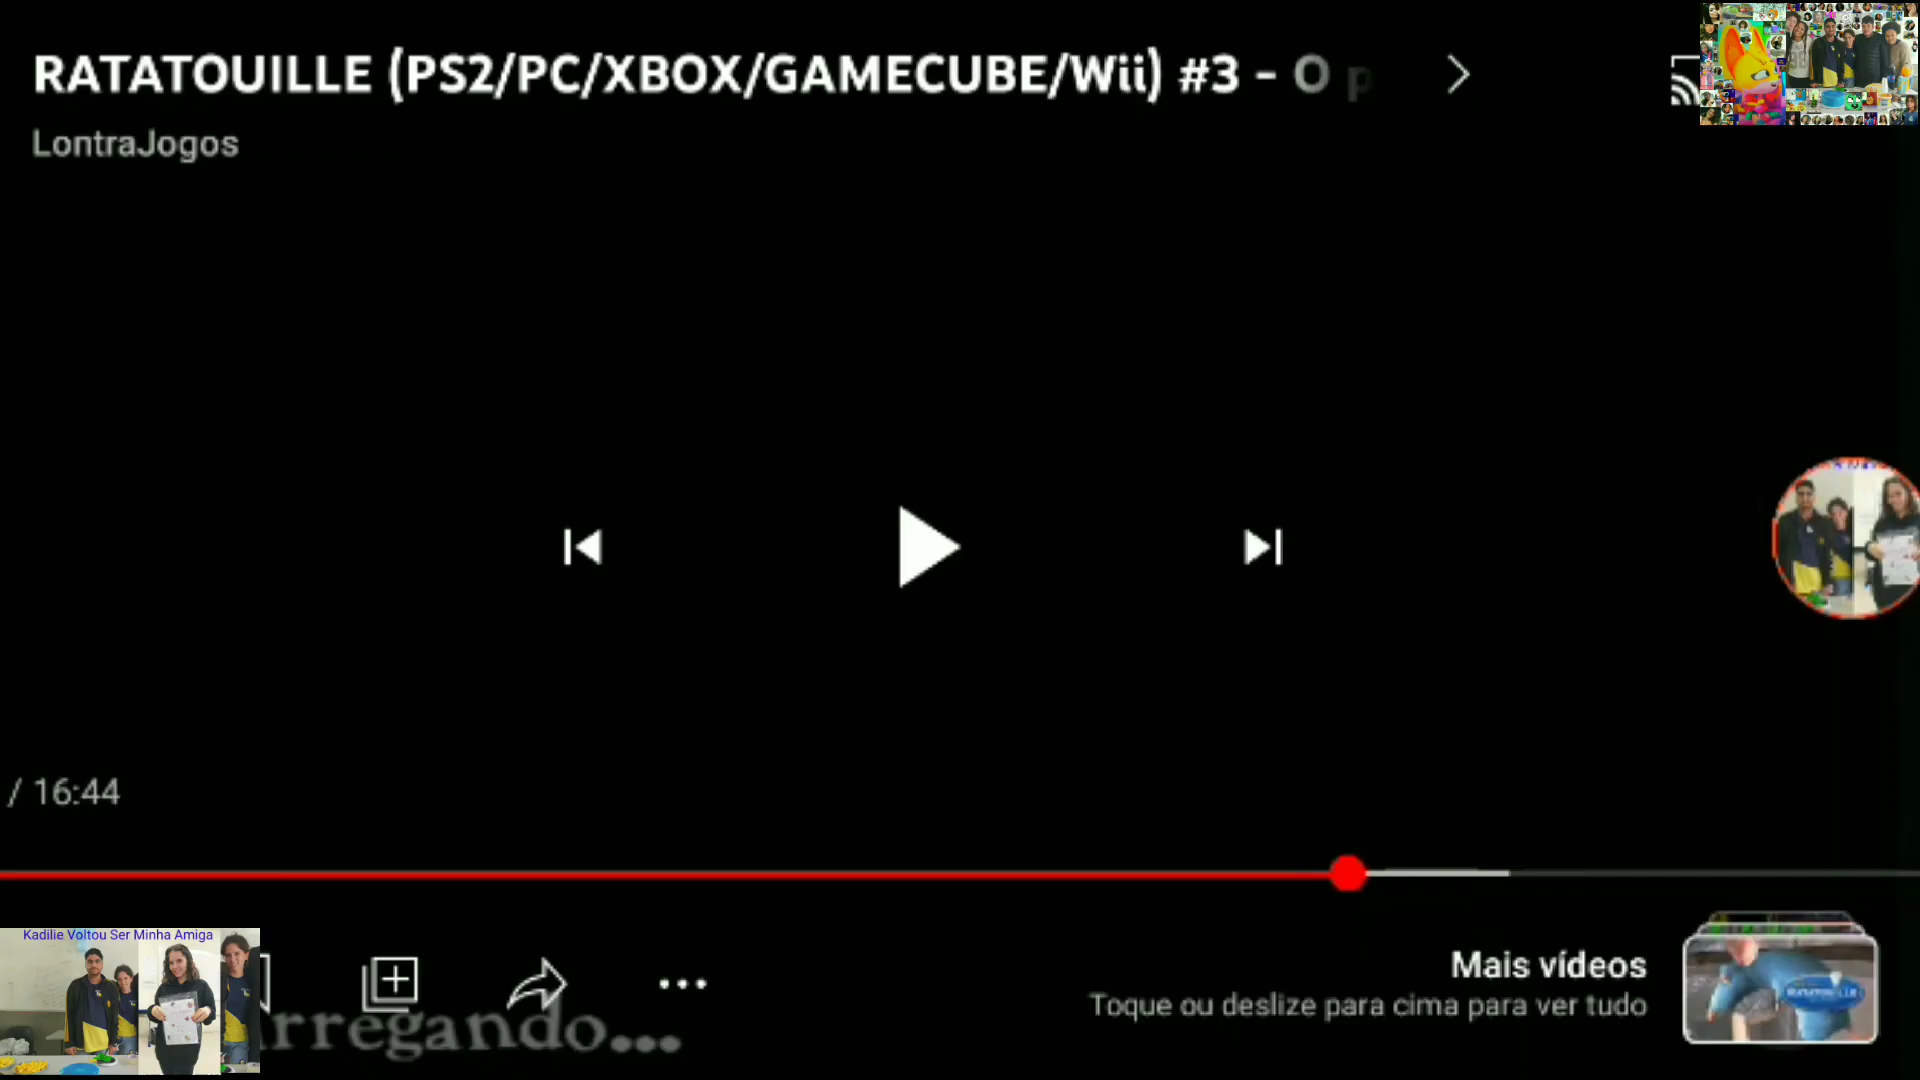 RATATOUILLE (PS2/PC/XBOX/GAMECUBE/Wii) #3 - O p
LontraJogos
/ 16:44
Kadilie Voltou Ser Minha Amiga
Mais vídeos
Toque ou deslize para cima para ver tudo
rregando...